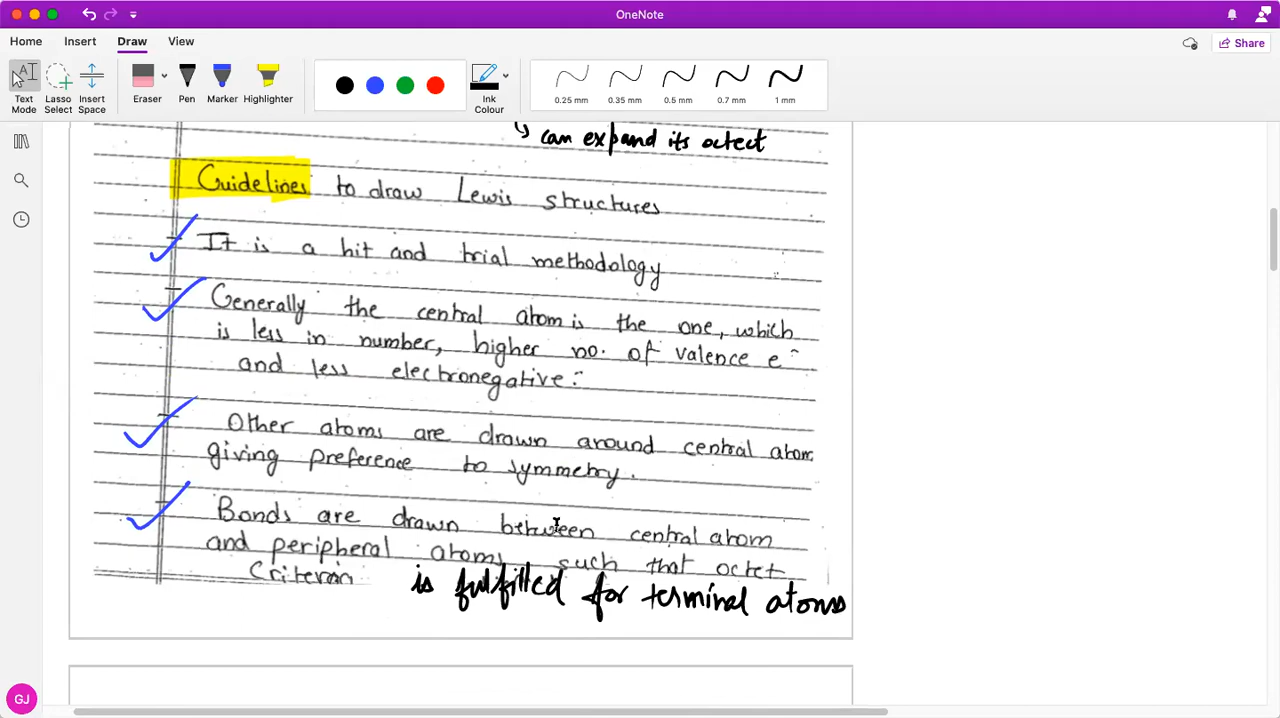 OneNote
Home Insert Draw View
Share
Text Mode
Lasso Select
Insert Space
Eraser
Pen
Marker
Highlighter
Ink Colour
0.25 mm 0.35 mm 0.5 mm 0.7 mm 1 mm
↳ can expand its octect
Guidelines to draw Lewis structures
- It is a hit and trial methodology
- Generally the central atom is the one, which
is less in number, higher no. of valence e⁻
and less electronegative.
- Other atoms are drawn around central atom
giving preference to symmetry.
- Bonds are drawn between central atom
and peripheral atoms, such that octet
Criterian is fulfilled for terminal atoms
GJ